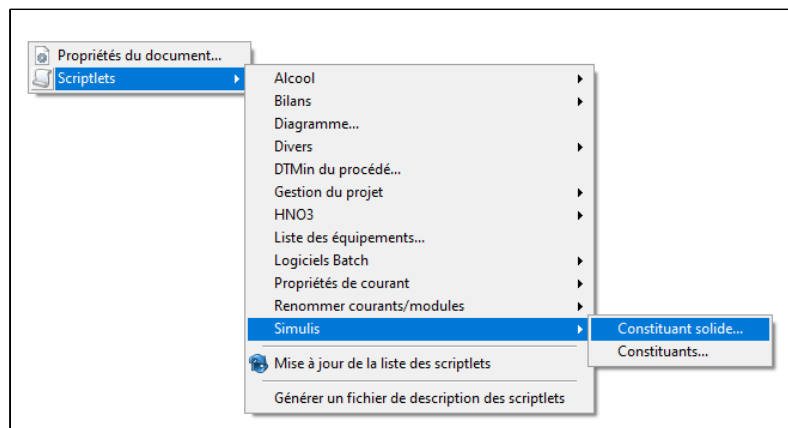 Propriétés du document...
Scriptlets
Alcool
Bilans
Diagramme...
Divers
DTMin du procédé...
Gestion du projet
HNO3
Liste des équipements...
Logiciels Batch
Propriétés de courant
Renommer courants/modules
Simulis
Constituant solide...
Constituants...
Mise à jour de la liste des scriptlets
Générer un fichier de description des scriptlets